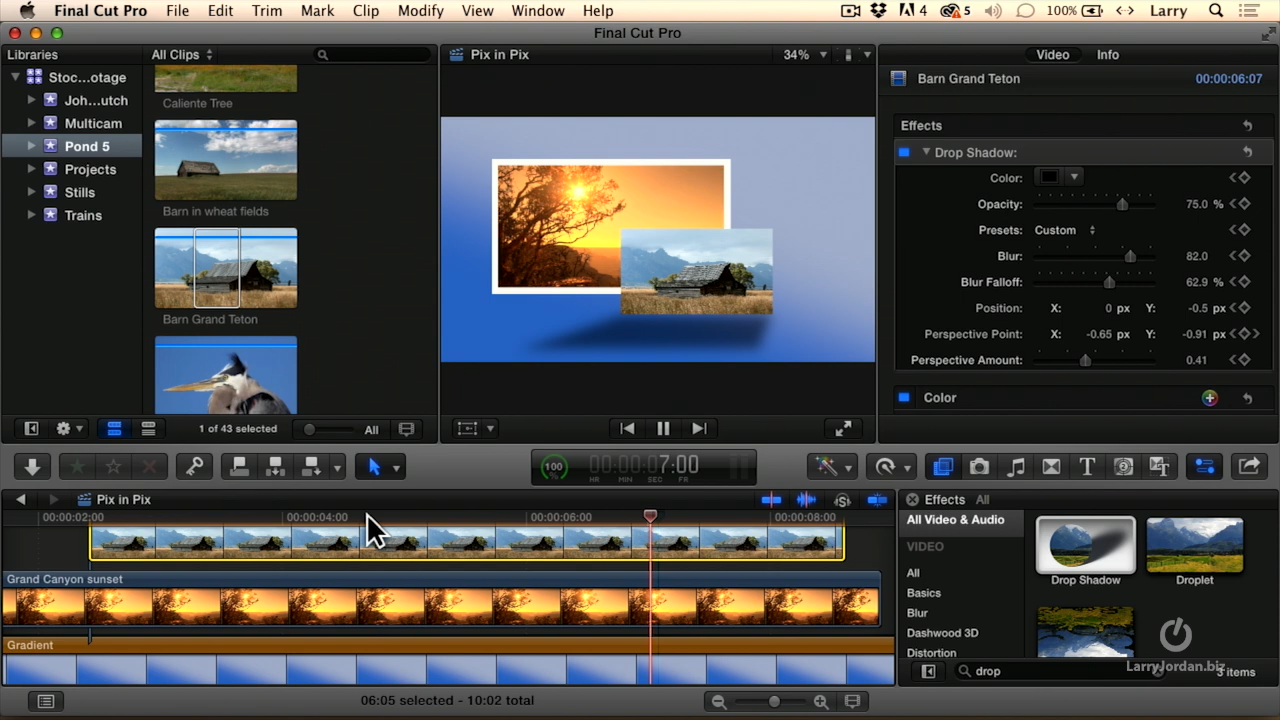 Final Cut Pro File Edit Trim Mark Clip Modify View Window Help 4 5 100% Larry
Final Cut Pro
Libraries
All Clips
Stoc...otage
Joh...utch
Multicam
Pond 5
Projects
Stills
Trains
Caliente Tree
Barn in wheat fields
Barn Grand Teton
1 of 43 selected
All
Pix in Pix
34%
Video
Info
Barn Grand Teton
00:00:06:07
Effects
Drop Shadow:
Color:
Opacity: 75.0 %
Presets: Custom
Blur: 82.0
Blur Falloff: 62.9 %
Position: X: 0 px Y: -0.5 px
Perspective Point: X: -0.65 px Y: -0.91 px
Perspective Amount: 0.41
Color
100
%
00:00:07:00
HR MIN SEC FR
Pix in Pix
00:00:02:00 00:00:04:00 00:00:06:00 00:00:08:00
Grand Canyon sunset
Gradient
06:05 selected - 10:02 total
Effects All
All Video & Audio
VIDEO
All
Basics
Blur
Dashwood 3D
Distortion
Drop Shadow
Droplet
drop
3 items
LarryJordan.biz